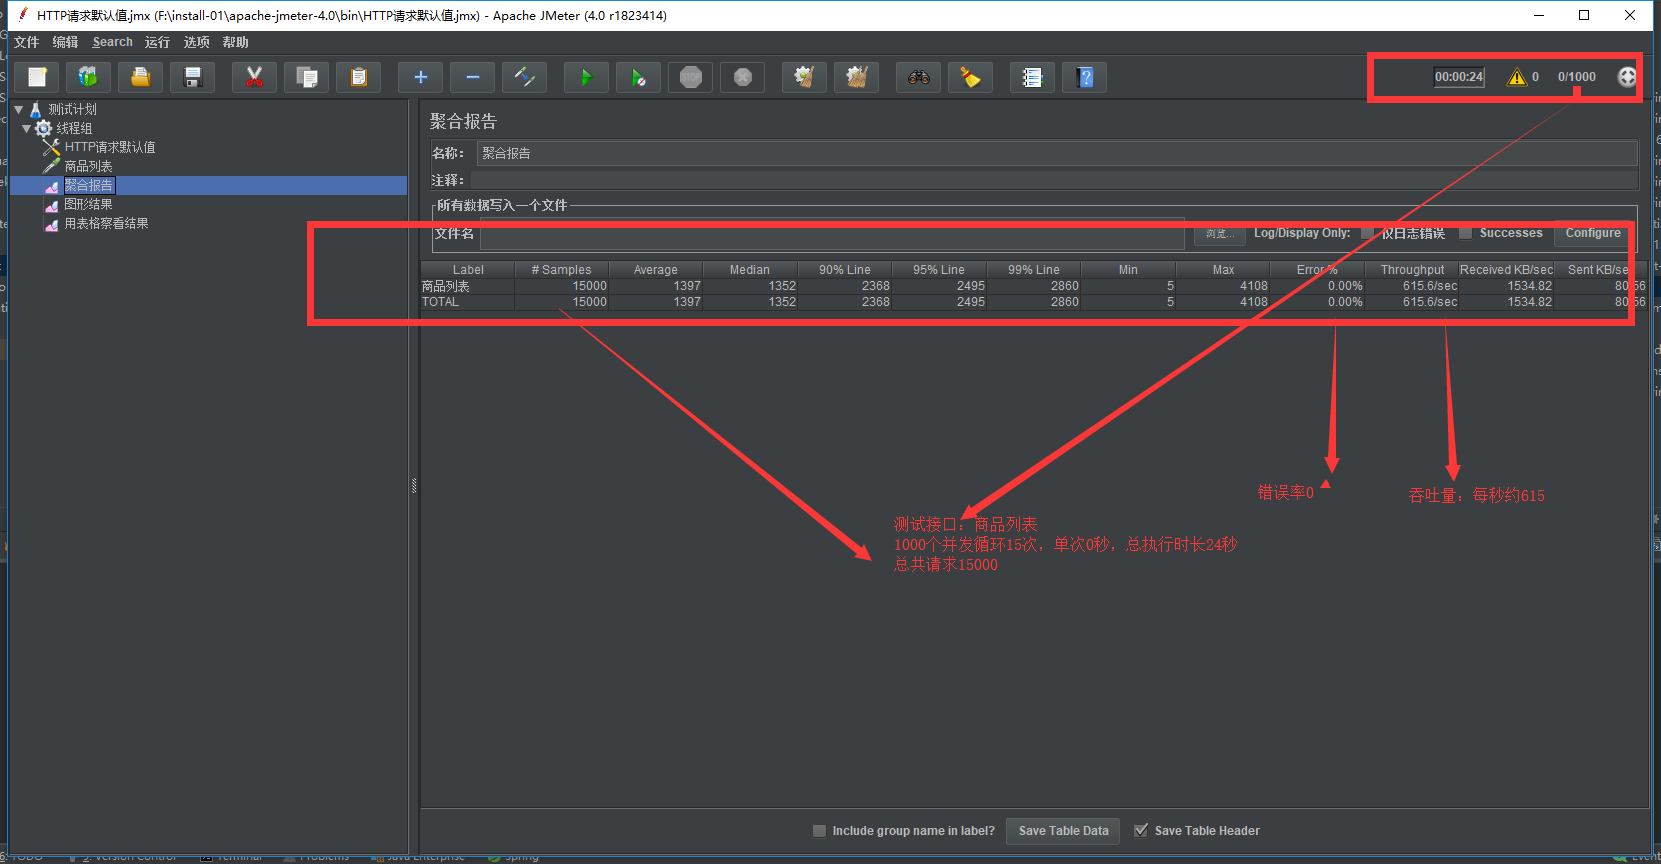 HTTP请求默认值.jmx (F:\install-01\apache-jmeter-4.0\bin\HTTP请求默认值.jmx) - Apache JMeter (4.0 r1823414)
文件 编辑 Search 运行 选项 帮助
STOP
00:00:24 0 0/1000
测试计划
线程组
HTTP请求默认值
商品列表
聚合报告
图形结果
用表格察看结果
聚合报告
名称： 聚合报告
注释：
所有数据写入一个文件
文件名 浏览... Log/Display Only: 仅日志错误 Successes Configure
Label # Samples Average Median 90% Line 95% Line 99% Line Min Max Error % Throughput Received KB/sec Sent KB/se
商品列表 15000 1397 1352 2368 2495 2860 5 4108 0.00% 615.6/sec 1534.82 80.56
TOTAL 15000 1397 1352 2368 2495 2860 5 4108 0.00% 615.6/sec 1534.82 80.56
错误率0
吞吐量：每秒约615
测试接口：商品列表
1000个并发循环15次，单次0秒，总执行时长24秒
总共请求15000
Include group name in label? Save Table Data Save Table Header